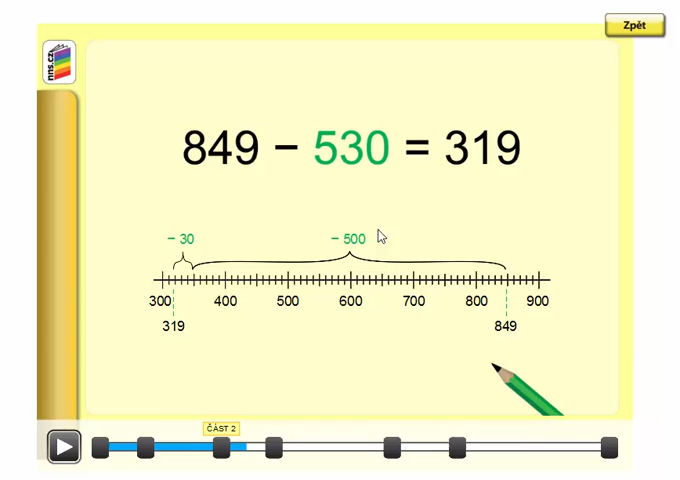 Zpět
nns.cz
849 − 530 = 319
− 30 − 500
300 400 500 600 700 800 900
319 849
ČÁST 2